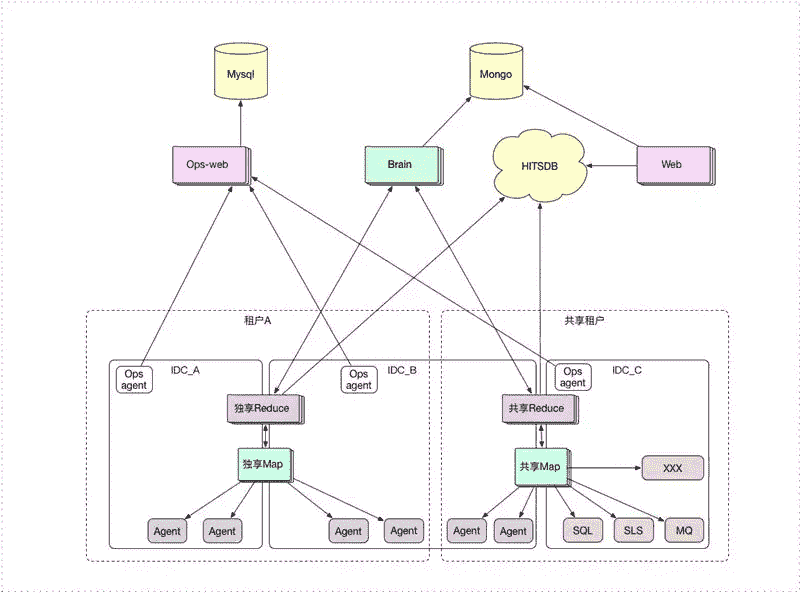 Mysql
Mongo
Ops-web
Brain
HITSDB
Web
租户A
共享租户
Ops
agent
IDC_A
Ops
agent
IDC_B
Ops
agent
IDC_C
独享Reduce
共享Reduce
独享Map
共享Map
XXX
Agent
Agent
Agent
Agent
Agent
Agent
SQL
SLS
MQ